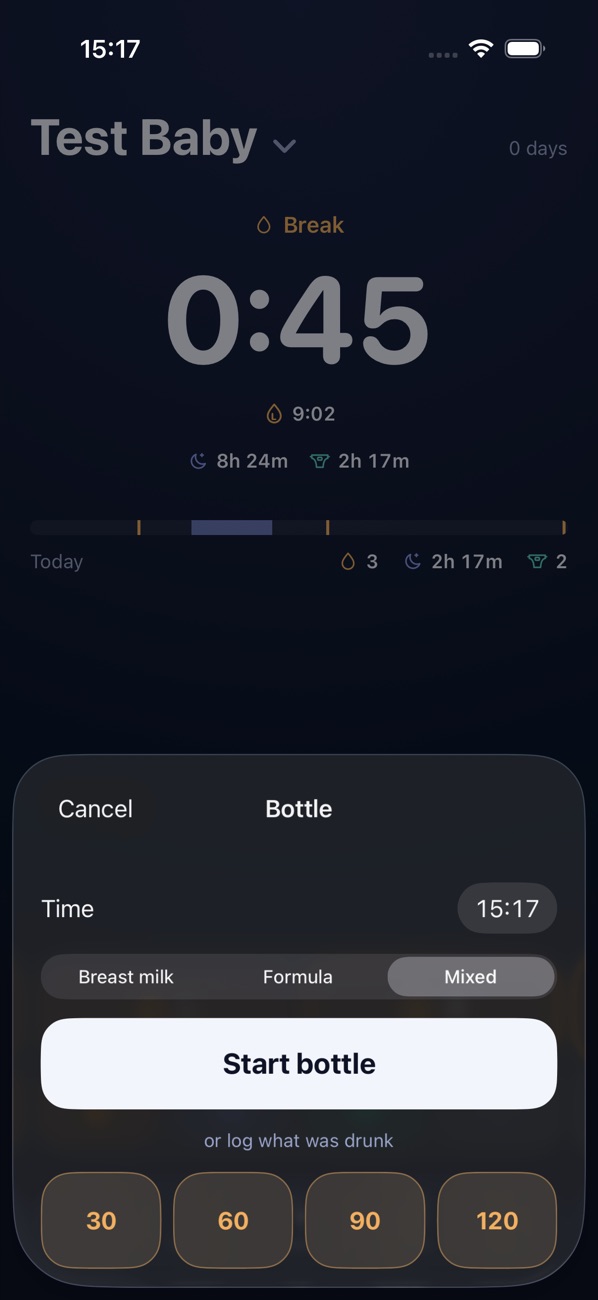 15:17
Test Baby
0 days
Break
0:45
L 9:02
8h 24m 2h 17m
Today 3 2h 17m 2
Cancel Bottle
Time 15:17
Breast milk Formula Mixed
Start bottle
or log what was drunk
30 60 90 120